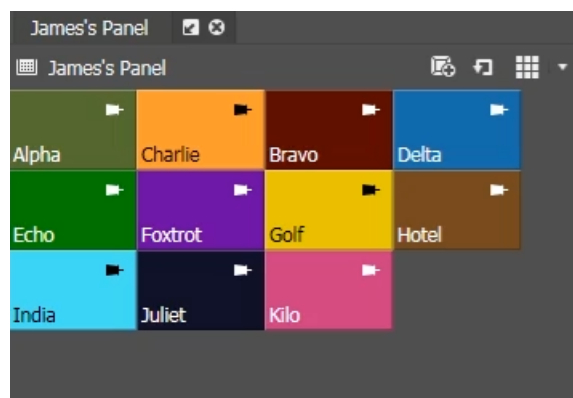 James's Panel
James's Panel
Alpha Charlie Bravo Delta
Echo Foxtrot Golf Hotel
India Juliet Kilo